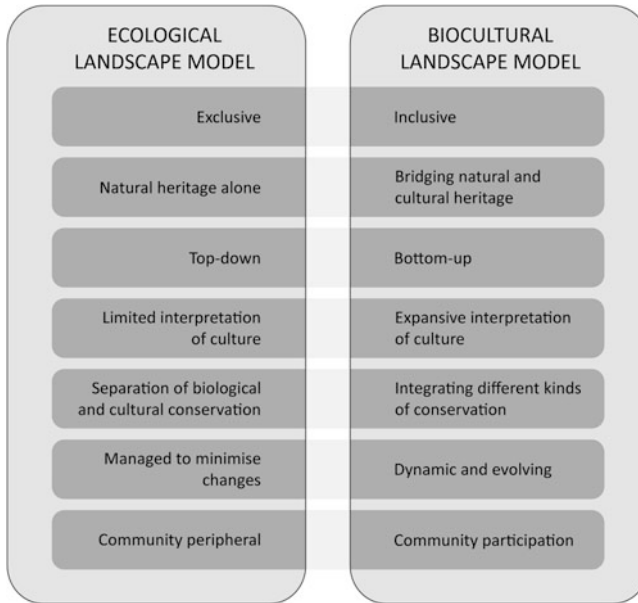 ECOLOGICAL
LANDSCAPE MODEL
BIOCULTURAL
LANDSCAPE MODEL
Exclusive
Inclusive
Natural heritage alone
Bridging natural and
cultural heritage
Top-down
Bottom-up
Limited interpretation
of culture
Expansive interpretation
of culture
Separation of biological
and cultural conservation
Integrating different kinds
of conservation
Managed to minimise
changes
Dynamic and evolving
Community peripheral
Community participation